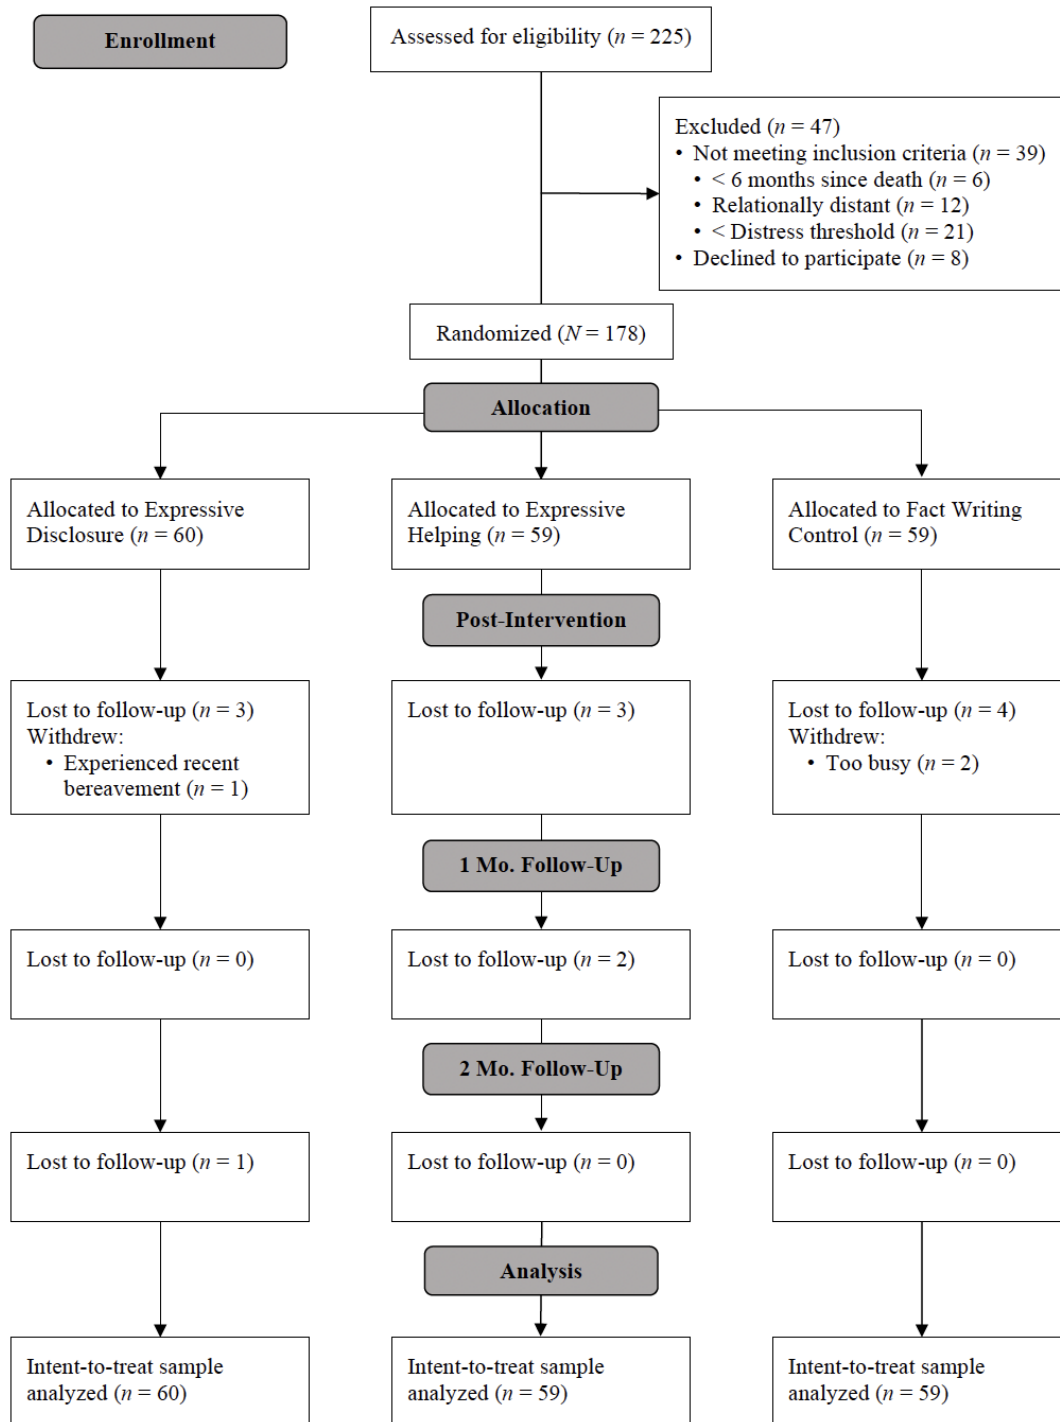 Enrollment
Assessed for eligibility (n = 225)
Excluded (n = 47)
• Not meeting inclusion criteria (n = 39)
• < 6 months since death (n = 6)
• Relationally distant (n = 12)
• < Distress threshold (n = 21)
• Declined to participate (n = 8)
Randomized (N = 178)
Allocation
Allocated to Expressive
Disclosure (n = 60)
Allocated to Expressive
Helping (n = 59)
Allocated to Fact Writing
Control (n = 59)
Post-Intervention
Lost to follow-up (n = 3)
Withdrew:
• Experienced recent
bereavement (n = 1)
Lost to follow-up (n = 3)
Lost to follow-up (n = 4)
Withdrew:
• Too busy (n = 2)
1 Mo. Follow-Up
Lost to follow-up (n = 0)
Lost to follow-up (n = 2)
Lost to follow-up (n = 0)
2 Mo. Follow-Up
Lost to follow-up (n = 1)
Lost to follow-up (n = 0)
Lost to follow-up (n = 0)
Analysis
Intent-to-treat sample
analyzed (n = 60)
Intent-to-treat sample
analyzed (n = 59)
Intent-to-treat sample
analyzed (n = 59)